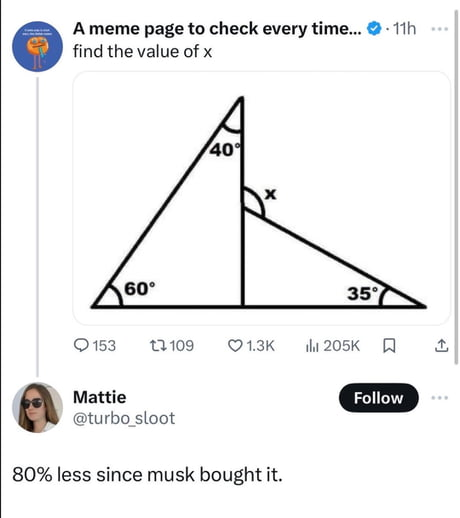 A meme page to check every time... · 11h
find the value of x
40°
x
60°
35°
153 109 1.3K 205K
Mattie
Follow
@turbo_sloot
80% less since musk bought it.